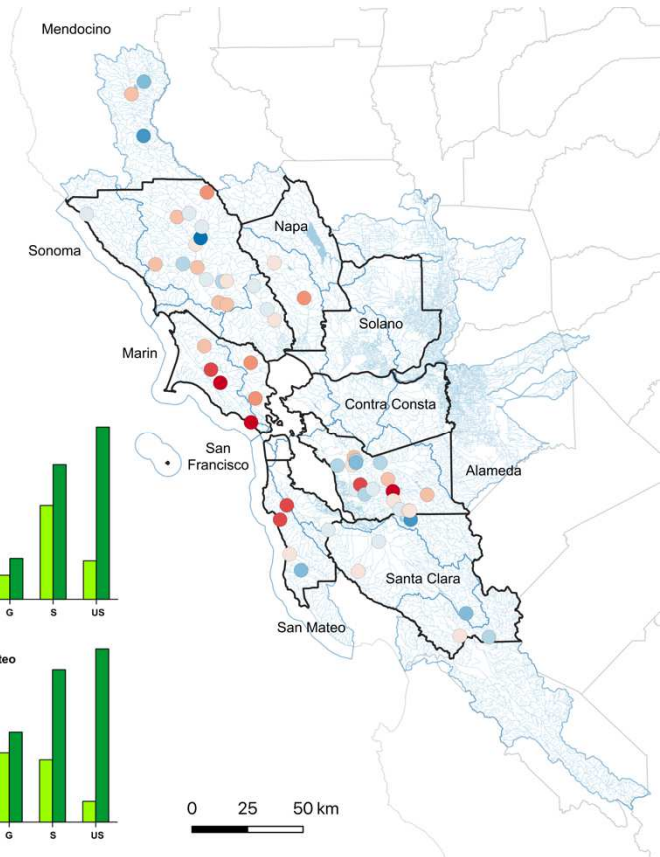 Mendocino
Sonoma
Napa
Solano
Marin
Contra Consta
San
Francisco
Alameda
G S US
Santa Clara
San Mateo
teo
0 25 50 km
G S US